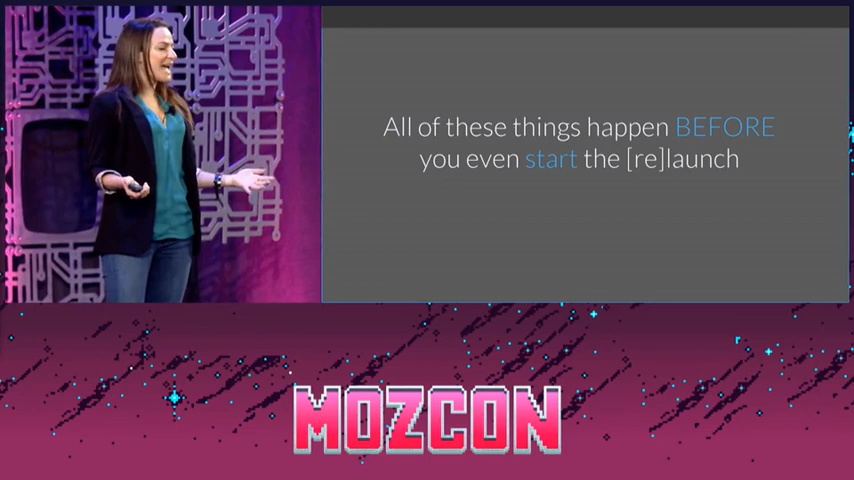 All of these things happen BEFORE
you even start the [re]launch
MOZCON